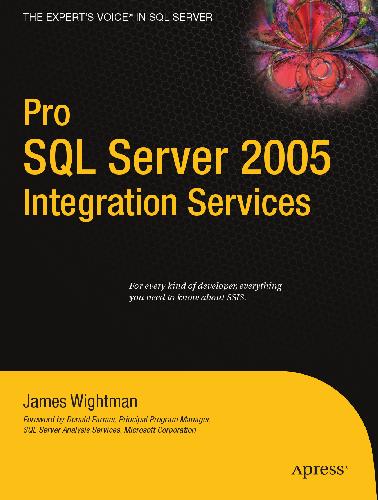 THE EXPERT'S VOICE® IN SQL SERVER
Pro
SQL Server 2005
Integration Services
For every kind of developer, everything
you need to know about SSIS.
James Wightman
Foreword by Donald Farmer, Principal Program Manager,
SQL Server Analysis Services, Microsoft Corporation
Apress®